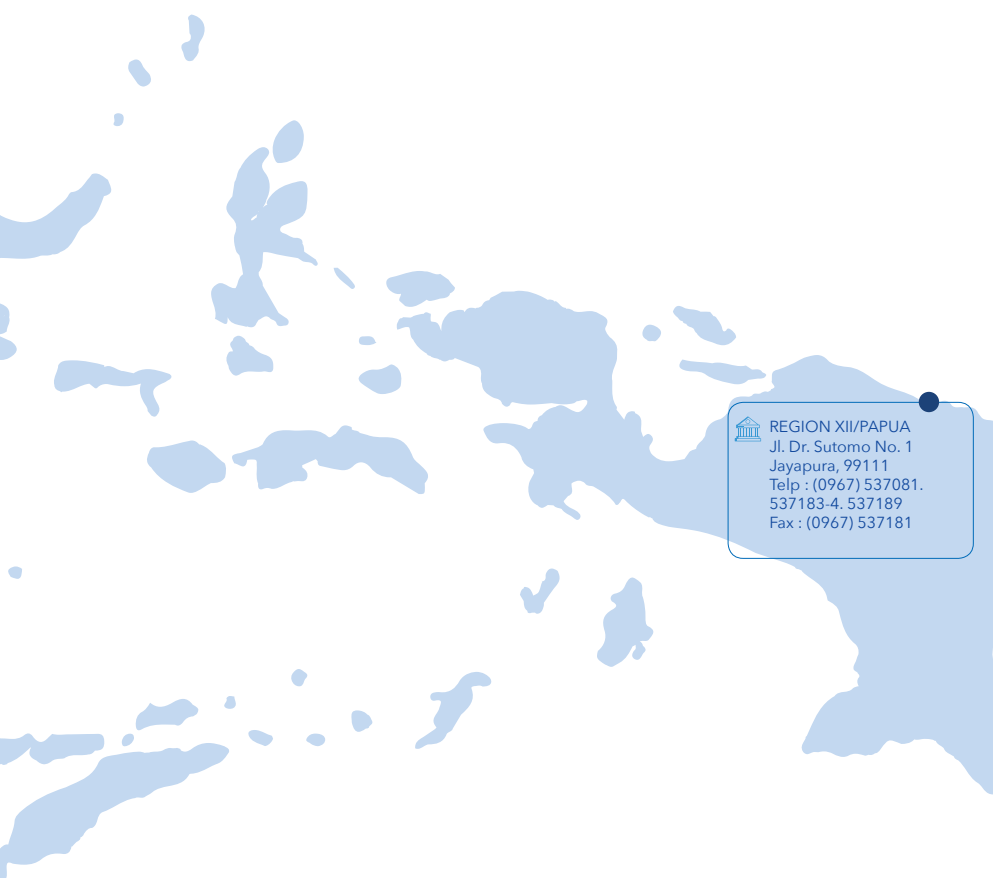 REGION XII/PAPUA
Jl. Dr. Sutomo No. 1
Jayapura, 99111
Telp : (0967) 537081.
537183-4. 537189
Fax : (0967) 537181